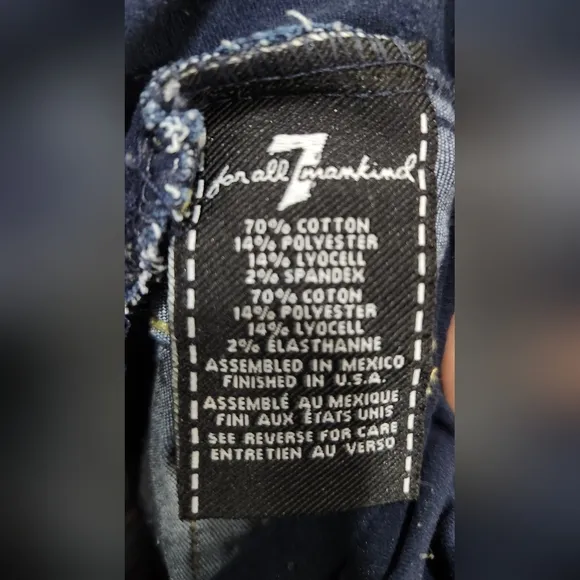 7
for all mankind
70% COTTON
14% POLYESTER
14% LYOCELL
2% SPANDEX
70% COTON
14% POLYESTER
14% LYOCELL
2% ÉLASTHANNE
ASSEMBLED IN MEXICO
FINISHED IN U.S.A.
ASSEMBLÉ AU MEXIQUE
FINI AUX ÉTATS UNIS
SEE REVERSE FOR CARE
ENTRETIEN AU VERSO